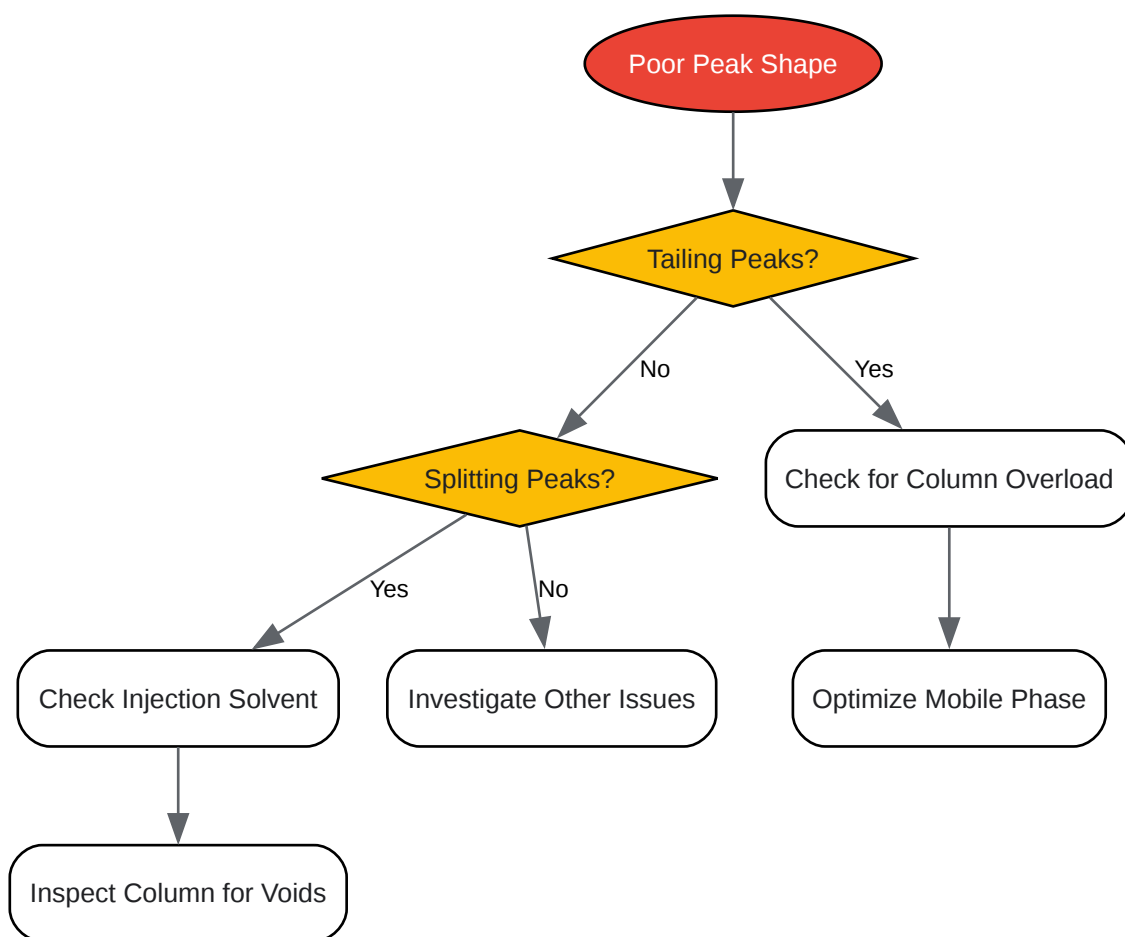 Poor Peak Shape
Tailing Peaks?
No
Yes
Splitting Peaks?
Check for Column Overload
Yes
No
Check Injection Solvent
Investigate Other Issues
Optimize Mobile Phase
Inspect Column for Voids